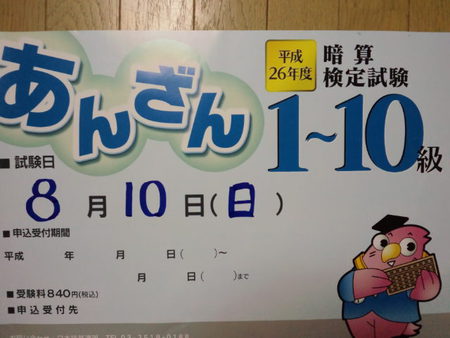 あんざん
平成
26年度
暗算
検定試験
1～10級
■試験日
8月10日(日)
■申込受付期間
平成　年　月　日(　)～
月　日(　)まで
■受験料840円(税込)
■申込受付先